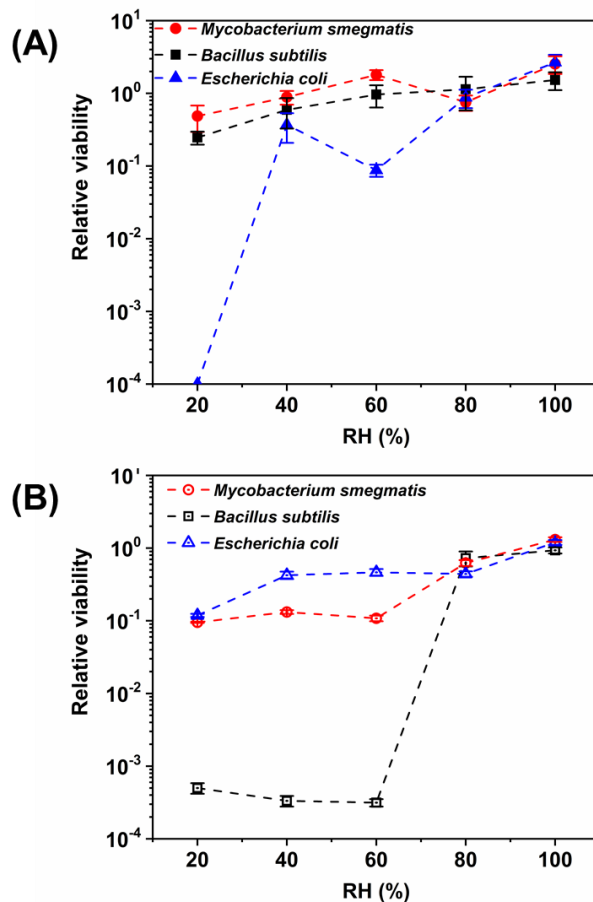 (A)
Mycobacterium smegmatis
Bacillus subtilis
Escherichia coli
10¹
10⁰
10⁻¹
10⁻²
10⁻³
10⁻⁴
Relative viability
20 40 60 80 100
RH (%)
(B)
Mycobacterium smegmatis
Bacillus subtilis
Escherichia coli
10¹
10⁰
10⁻¹
10⁻²
10⁻³
10⁻⁴
Relative viability
20 40 60 80 100
RH (%)